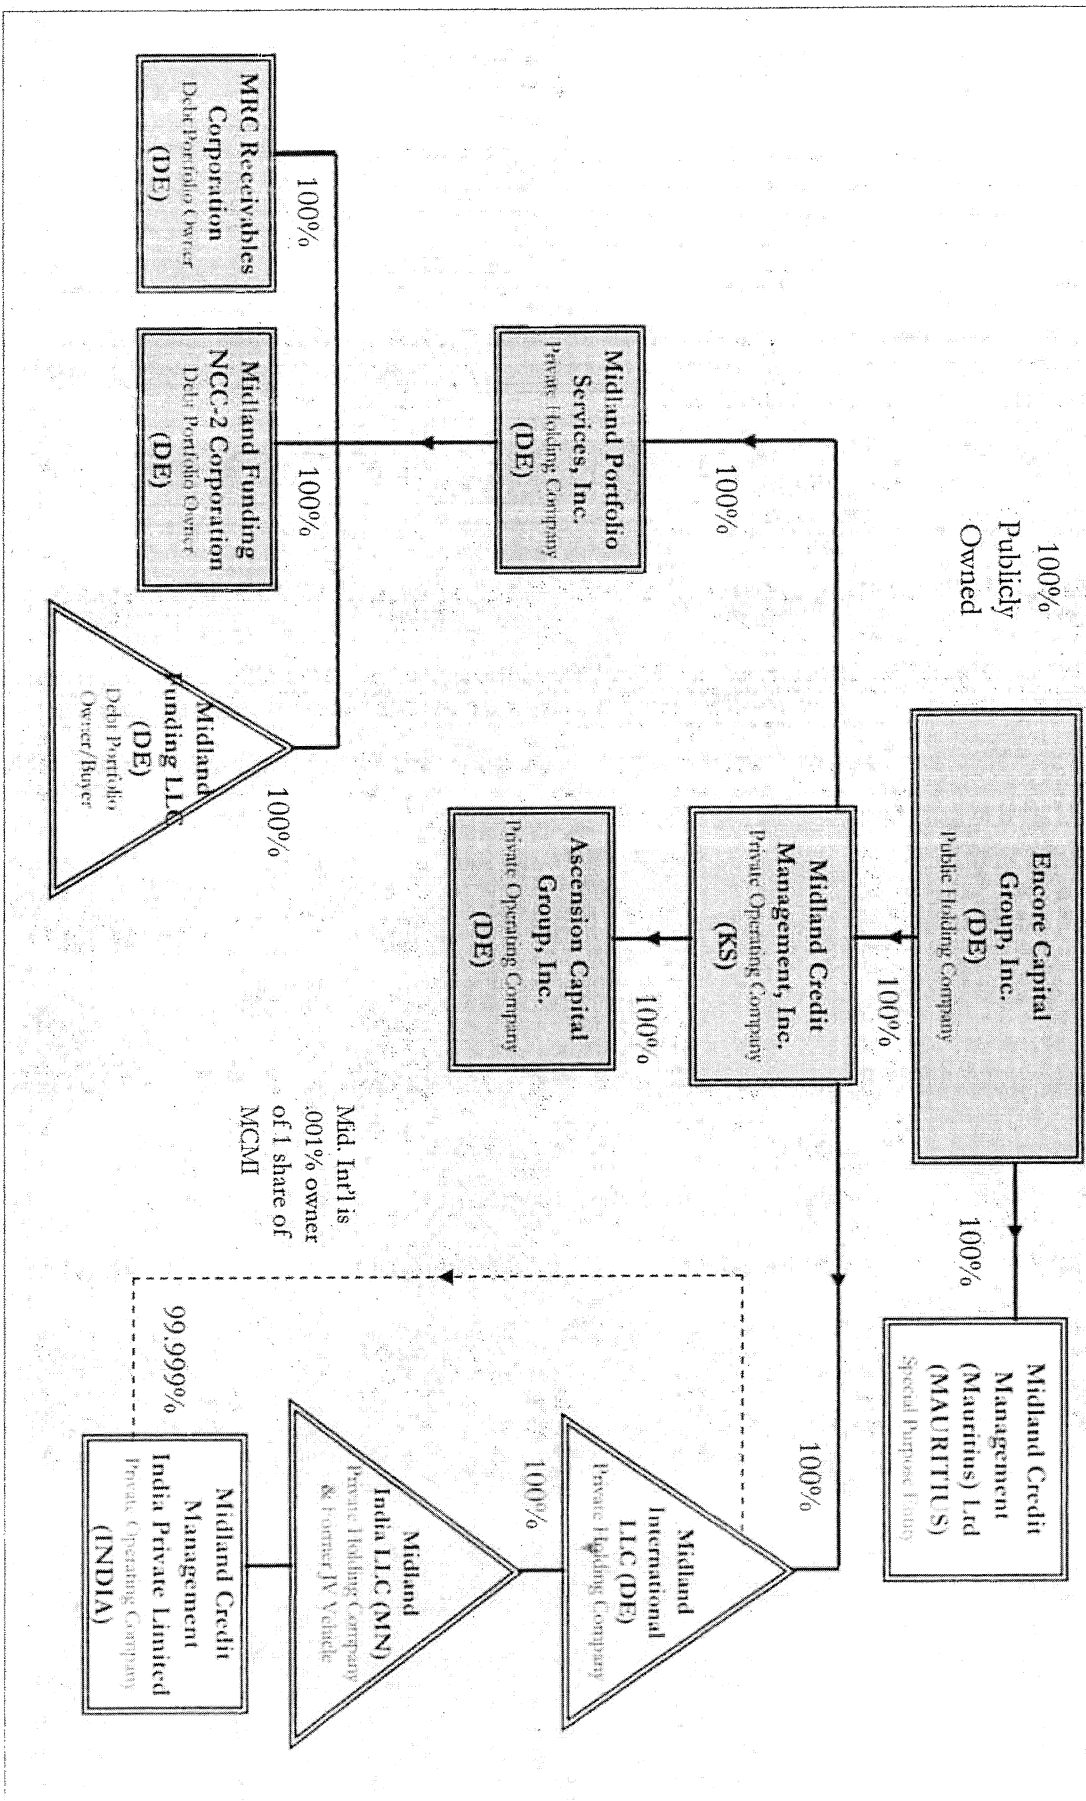 100%
Publicly
Owned
Encore Capital
Group, Inc.
(DE)
Public Holding Company
100%
Midland Credit
Management
(Mauritius) Ltd
(MAURITIUS)
Special Purpose Entity
100%
Midland Credit
Management, Inc.
Private Operating Company
(KS)
100%
100%
Midland Portfolio
Services, Inc.
Private Holding Company
(DE)
100%
Ascension Capital
Group, Inc.
Private Operating Company
(DE)
100%
Midland
International
LLC (DE)
Private Holding Company
100%
MRC Receivables
Corporation
Debt Portfolio Owner
(DE)
100%
Midland Funding
NCC-2 Corporation
Debt Portfolio Owner
(DE)
100%
Midland
Funding LLC
(DE)
Debt Portfolio
Owner/Buyer
Mid. Int'l is
.001% owner
of 1 share of
MCMI
100%
Midland
India LLC (MN)
Private Holding Company
& Former JV Vehicle
99.999%
Midland Credit
Management
India Private Limited
Private Operating Company
(INDIA)